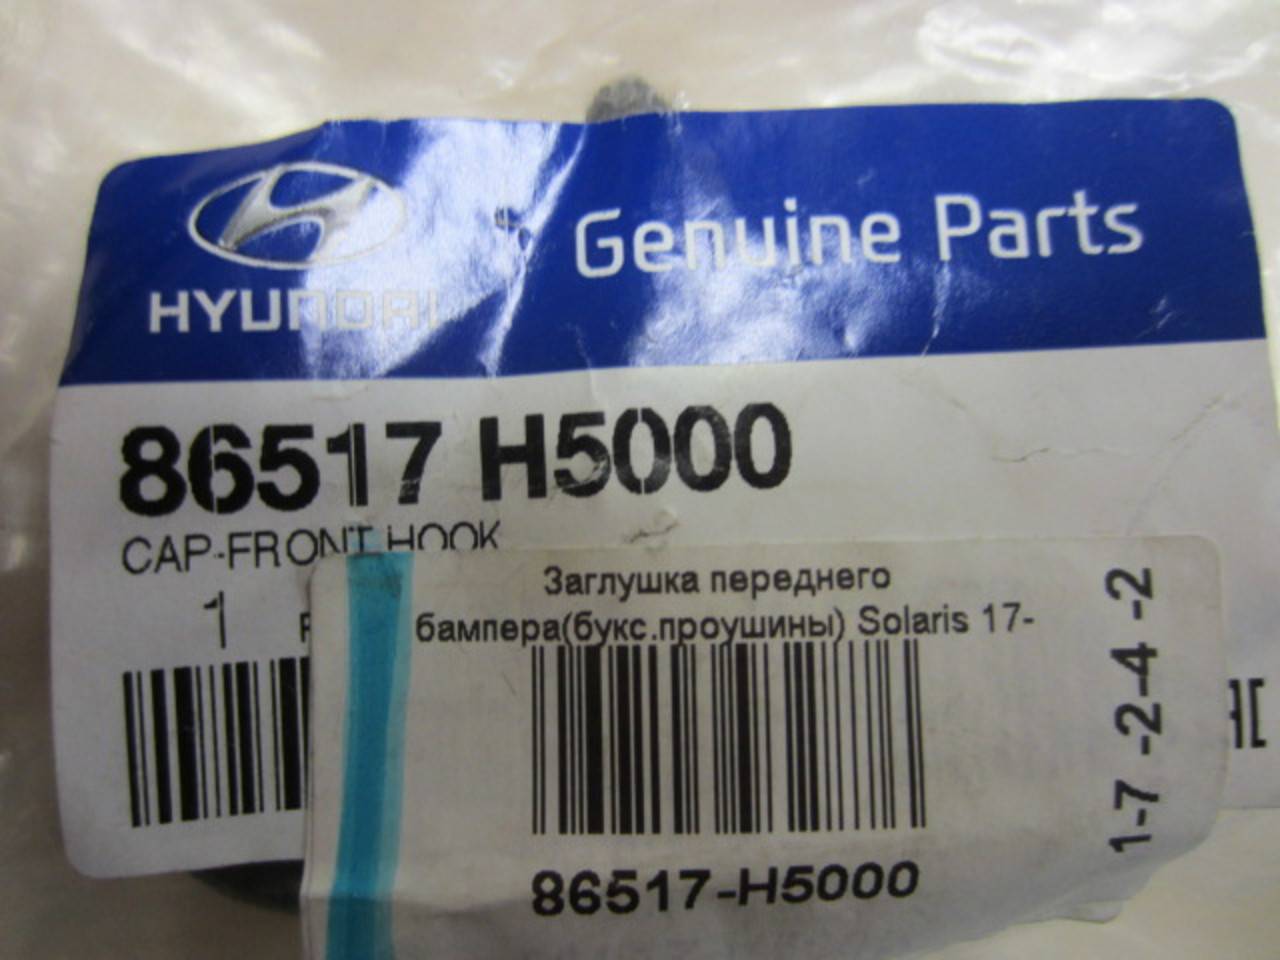 HYUNDAI
Genuine Parts
86517 H5000
CAP-FRONT HOOK
1
Заглушка переднего
бампера(букс.проушины) Solaris 17-
86517-H5000
1-7 -2-4 -2